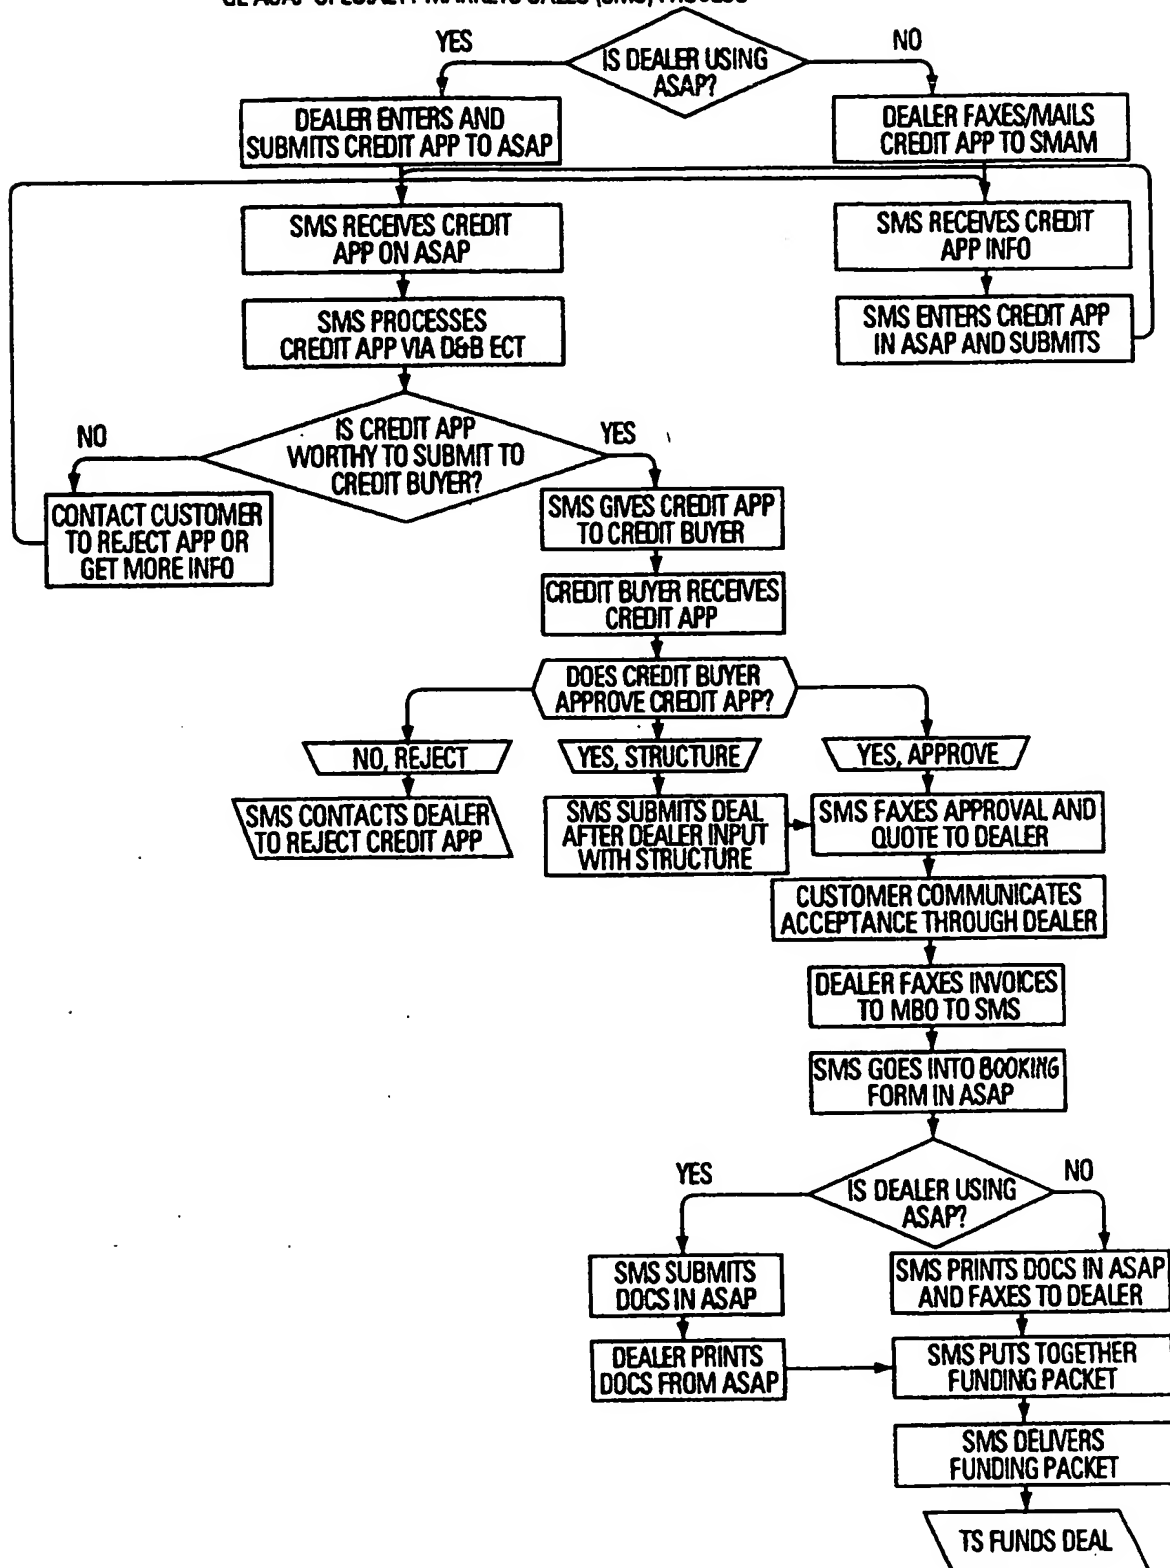 IS DEALER USING
ASAP?
YES
NO
DEALER ENTERS AND
SUBMITS CREDIT APP TO ASAP
DEALER FAXES/MAILS
CREDIT APP TO SMAM
SMS RECEIVES CREDIT
APP ON ASAP
SMS RECEIVES CREDIT
APP INFO
SMS PROCESSES
CREDIT APP VIA D&B ECT
SMS ENTERS CREDIT APP
IN ASAP AND SUBMITS
IS CREDIT APP
WORTHY TO SUBMIT TO
CREDIT BUYER?
NO
YES
CONTACT CUSTOMER
TO REJECT APP OR
GET MORE INFO
SMS GIVES CREDIT APP
TO CREDIT BUYER
CREDIT BUYER RECEIVES
CREDIT APP
DOES CREDIT BUYER
APPROVE CREDIT APP?
NO, REJECT
YES, STRUCTURE
YES, APPROVE
SMS CONTACTS DEALER
TO REJECT CREDIT APP
SMS SUBMITS DEAL
AFTER DEALER INPUT
WITH STRUCTURE
SMS FAXES APPROVAL AND
QUOTE TO DEALER
CUSTOMER COMMUNICATES
ACCEPTANCE THROUGH DEALER
DEALER FAXES INVOICES
TO MBO TO SMS
SMS GOES INTO BOOKING
FORM IN ASAP
IS DEALER USING
ASAP?
YES
NO
SMS SUBMITS
DOCS IN ASAP
SMS PRINTS DOCS IN ASAP
AND FAXES TO DEALER
DEALER PRINTS
DOCS FROM ASAP
SMS PUTS TOGETHER
FUNDING PACKET
SMS DELIVERS
FUNDING PACKET
TS FUNDS DEAL